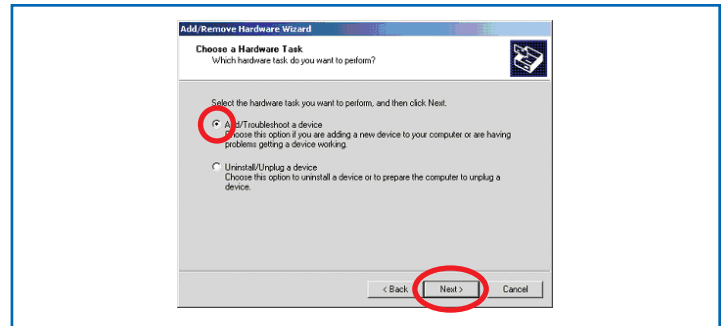 Add/Remove Hardware Wizard
Choose a Hardware Task
Which hardware task do you want to perform?
Select the hardware task you want to perform, and then click Next.
Add/Troubleshoot a device
Choose this option if you are adding a new device to your computer or are having
problems getting a device working.
Uninstall/Unplug a device
Choose this option to uninstall a device or to prepare the computer to unplug a
device.
< Back Next > Cancel